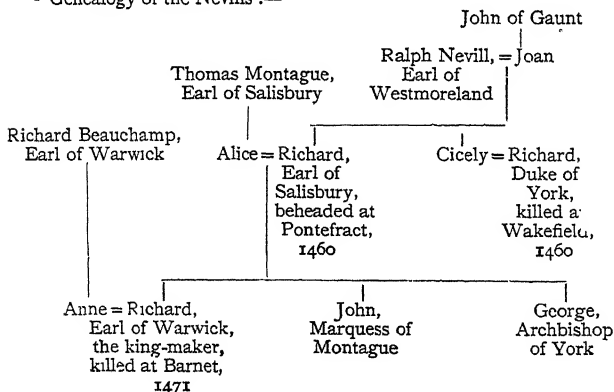 Genealogy of the Nevills :—
John of Gaunt
Ralph Nevill, = Joan
Earl of
Westmoreland
Thomas Montague,
Earl of Salisbury
Richard Beauchamp,
Earl of Warwick
Alice = Richard,
Earl of
Salisbury,
beheaded at
Pontefract,
1460
Cicely = Richard,
Duke of
York,
killed a
Wakefield,
1460
Anne = Richard,
Earl of Warwick,
the king-maker,
killed at Barnet,
1471
John,
Marquess of
Montague
George,
Archbishop
of York